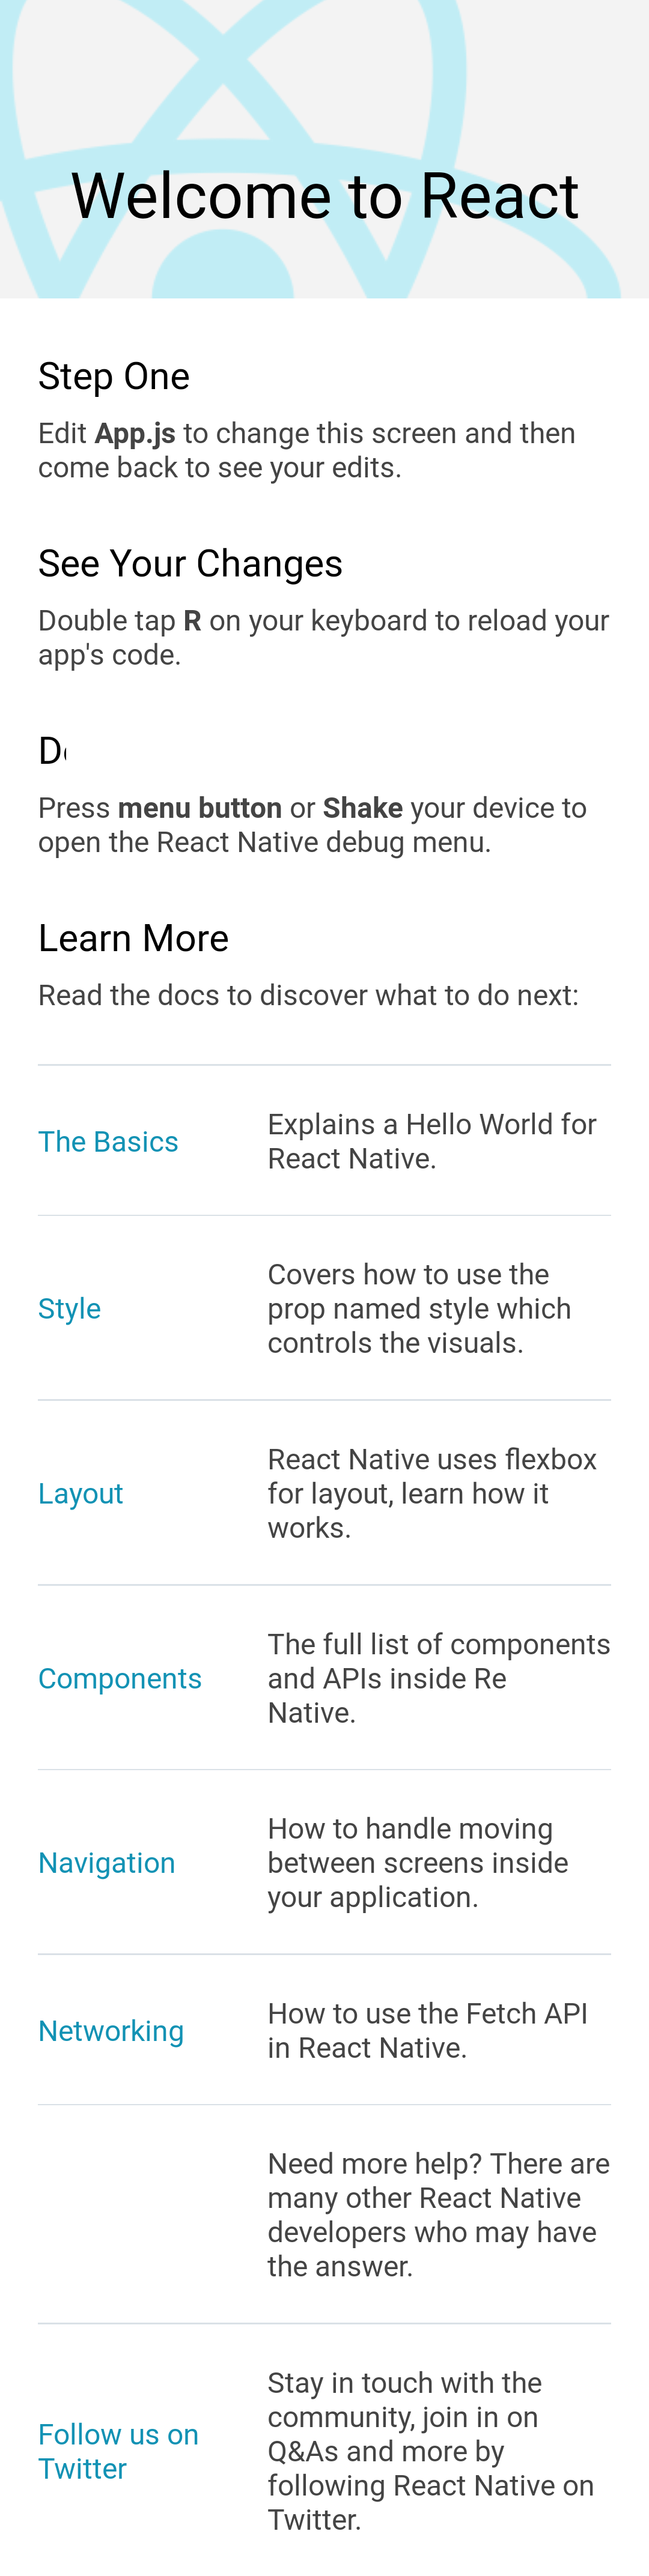 Welcome to React
Step One
Edit App.js to change this screen and then
come back to see your edits.
See Your Changes
Double tap R on your keyboard to reload your
app's code.
Press menu button or Shake your device to
open the React Native debug menu.
Learn More
Read the docs to discover what to do next:
The Basics
Explains a Hello World for
React Native.
Style
Covers how to use the
prop named style which
controls the visuals.
Layout
React Native uses flexbox
for layout, learn how it
works.
Components
The full list of components
and APIs inside Re
Native.
Navigation
How to handle moving
between screens inside
your application.
Networking
How to use the Fetch API
in React Native.
Need more help? There are
many other React Native
developers who may have
the answer.
Follow us on
Twitter
Stay in touch with the
community, join in on
Q&As and more by
following React Native on
Twitter.